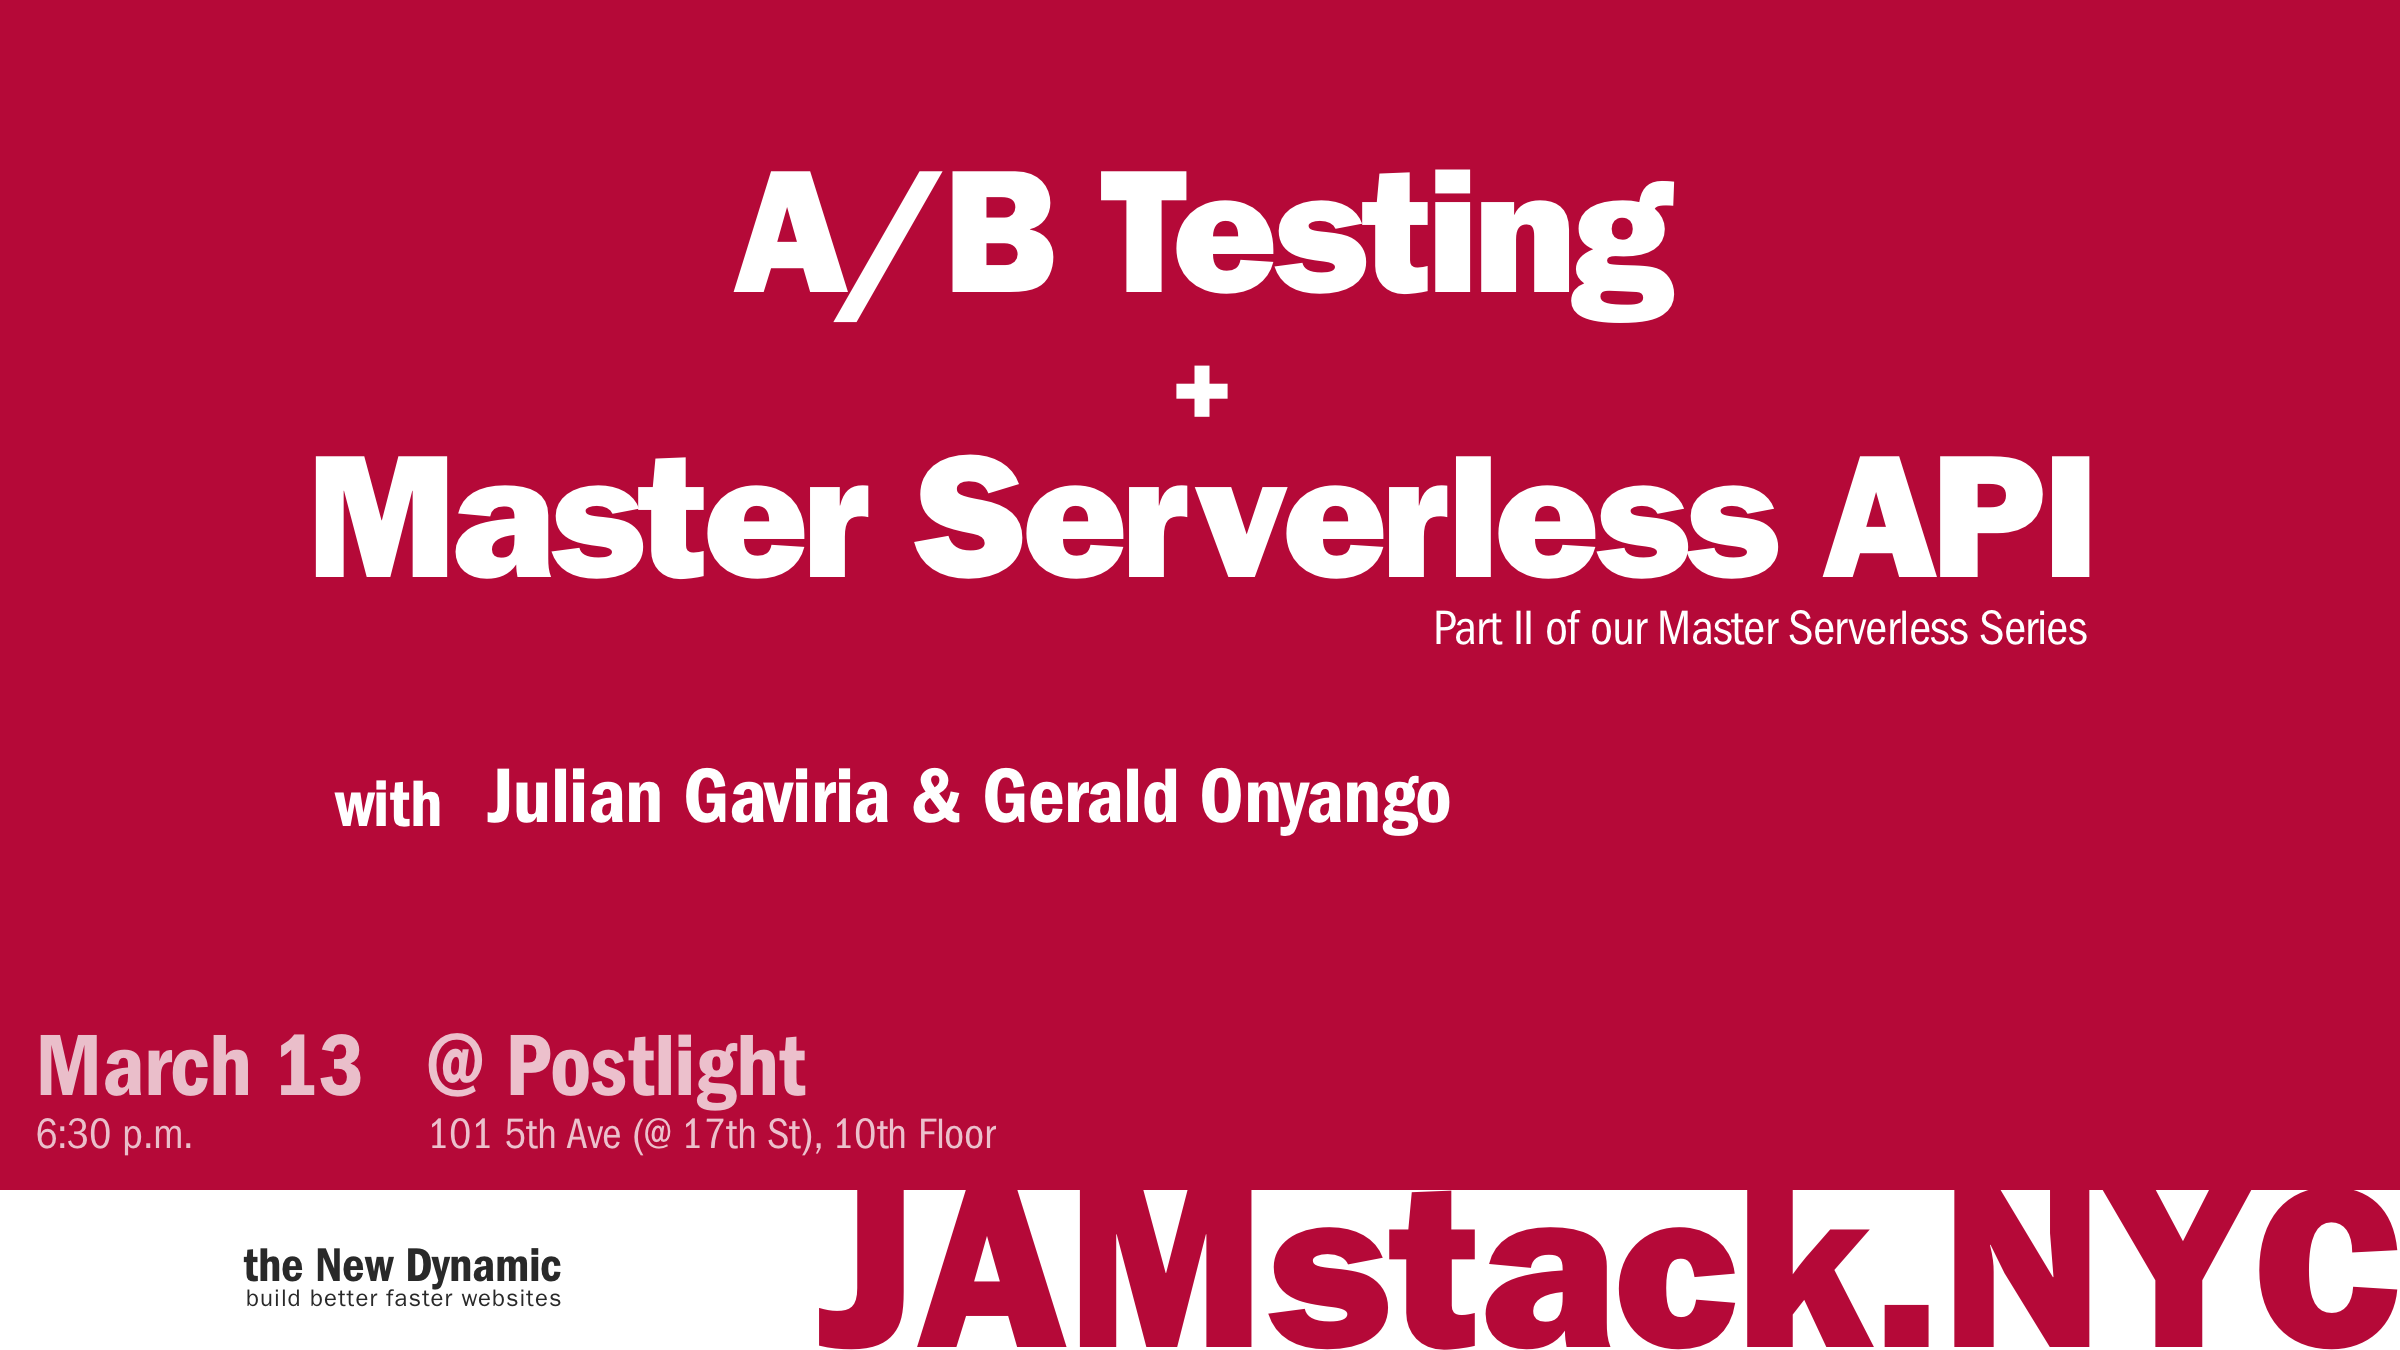 A/B Testing
+
Master Serverless API
Part II of our Master Serverless Series
with Julian Gaviria & Gerald Onyango
March 13 @ Postlight
6:30 p.m. 101 5th Ave (@ 17th St), 10th Floor
the New Dynamic
build better faster websites
JAMstack.NYC